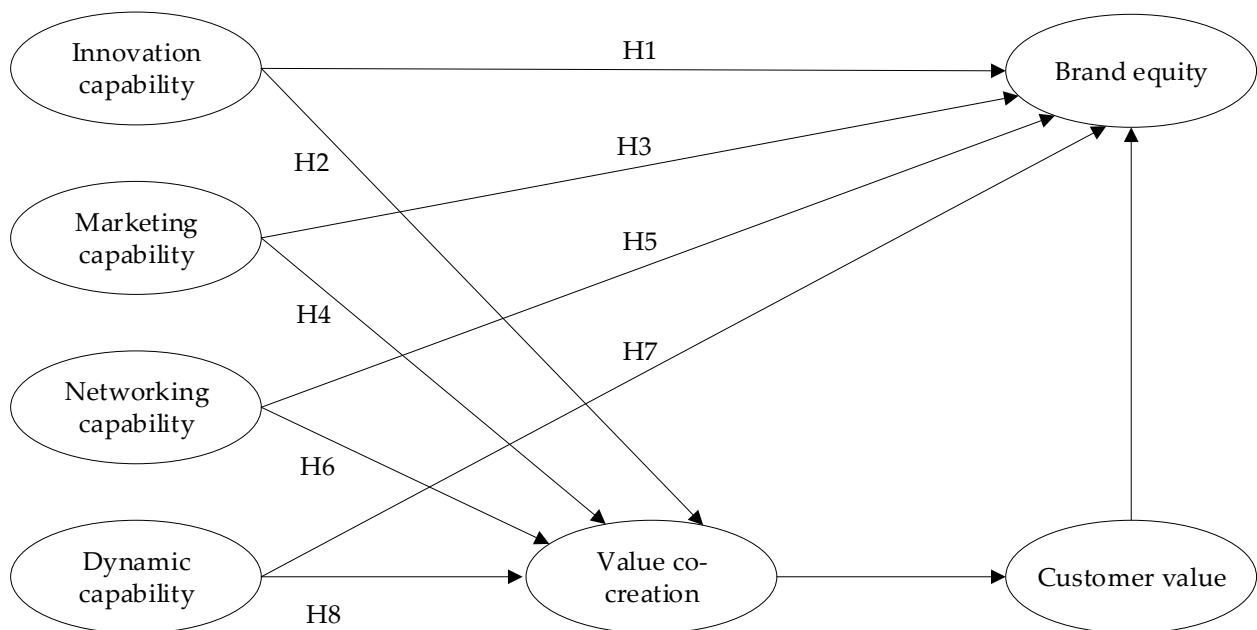 Innovation
capability
H1
Brand equity
H2
H3
Marketing
capability
H5
H4
H7
Networking
capability
H6
Dynamic
capability
H8
Value co-
creation
Customer value